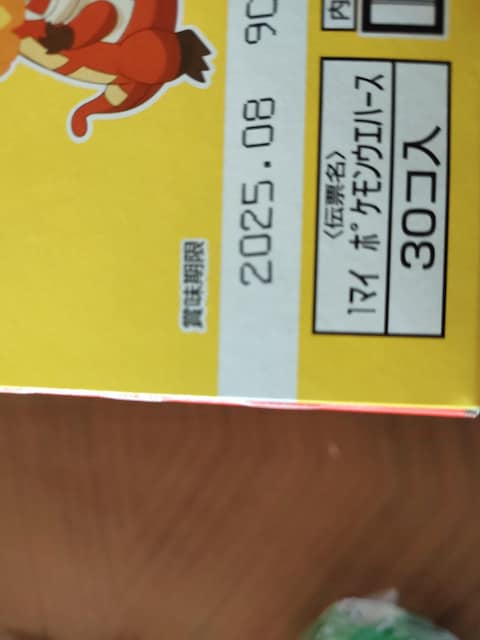 賞味期限
2025.08
〈伝票名〉
1マイ ポケモンウエハース
30コ入
内